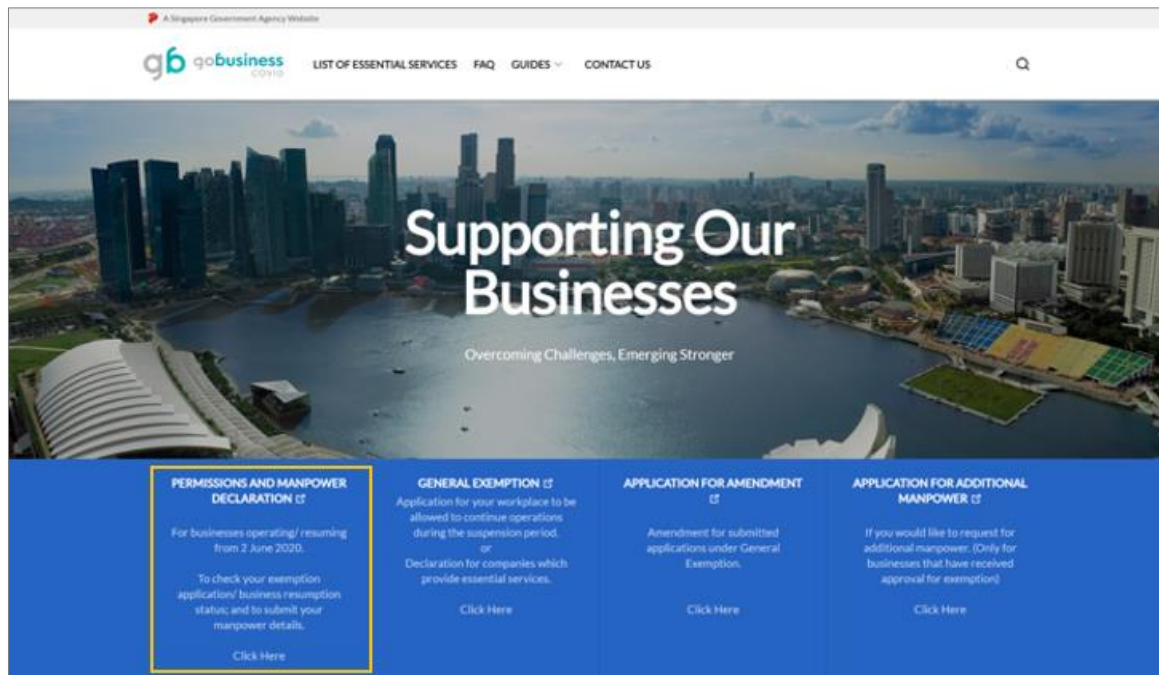 A Singapore Government Agency Website
gb gobusiness
COVID
LIST OF ESSENTIAL SERVICES FAQ GUIDES CONTACT US
Supporting Our
Businesses
Overcoming Challenges, Emerging Stronger
PERMISSIONS AND MANPOWER
DECLARATION
For businesses operating/ resuming
from 2 June 2020.
To check your exemption
application/ business resumption
status; and to submit your
manpower details.
Click Here
GENERAL EXEMPTION
Application for your workplace to be
allowed to continue operations
during the suspension period.
or
Declaration for companies which
provide essential services.
Click Here
APPLICATION FOR AMENDMENT
Amendment for submitted
applications under General
Exemption.
Click Here
APPLICATION FOR ADDITIONAL
MANPOWER
If you would like to request for
additional manpower. (Only for
businesses that have received
approval for exemption)
Click Here